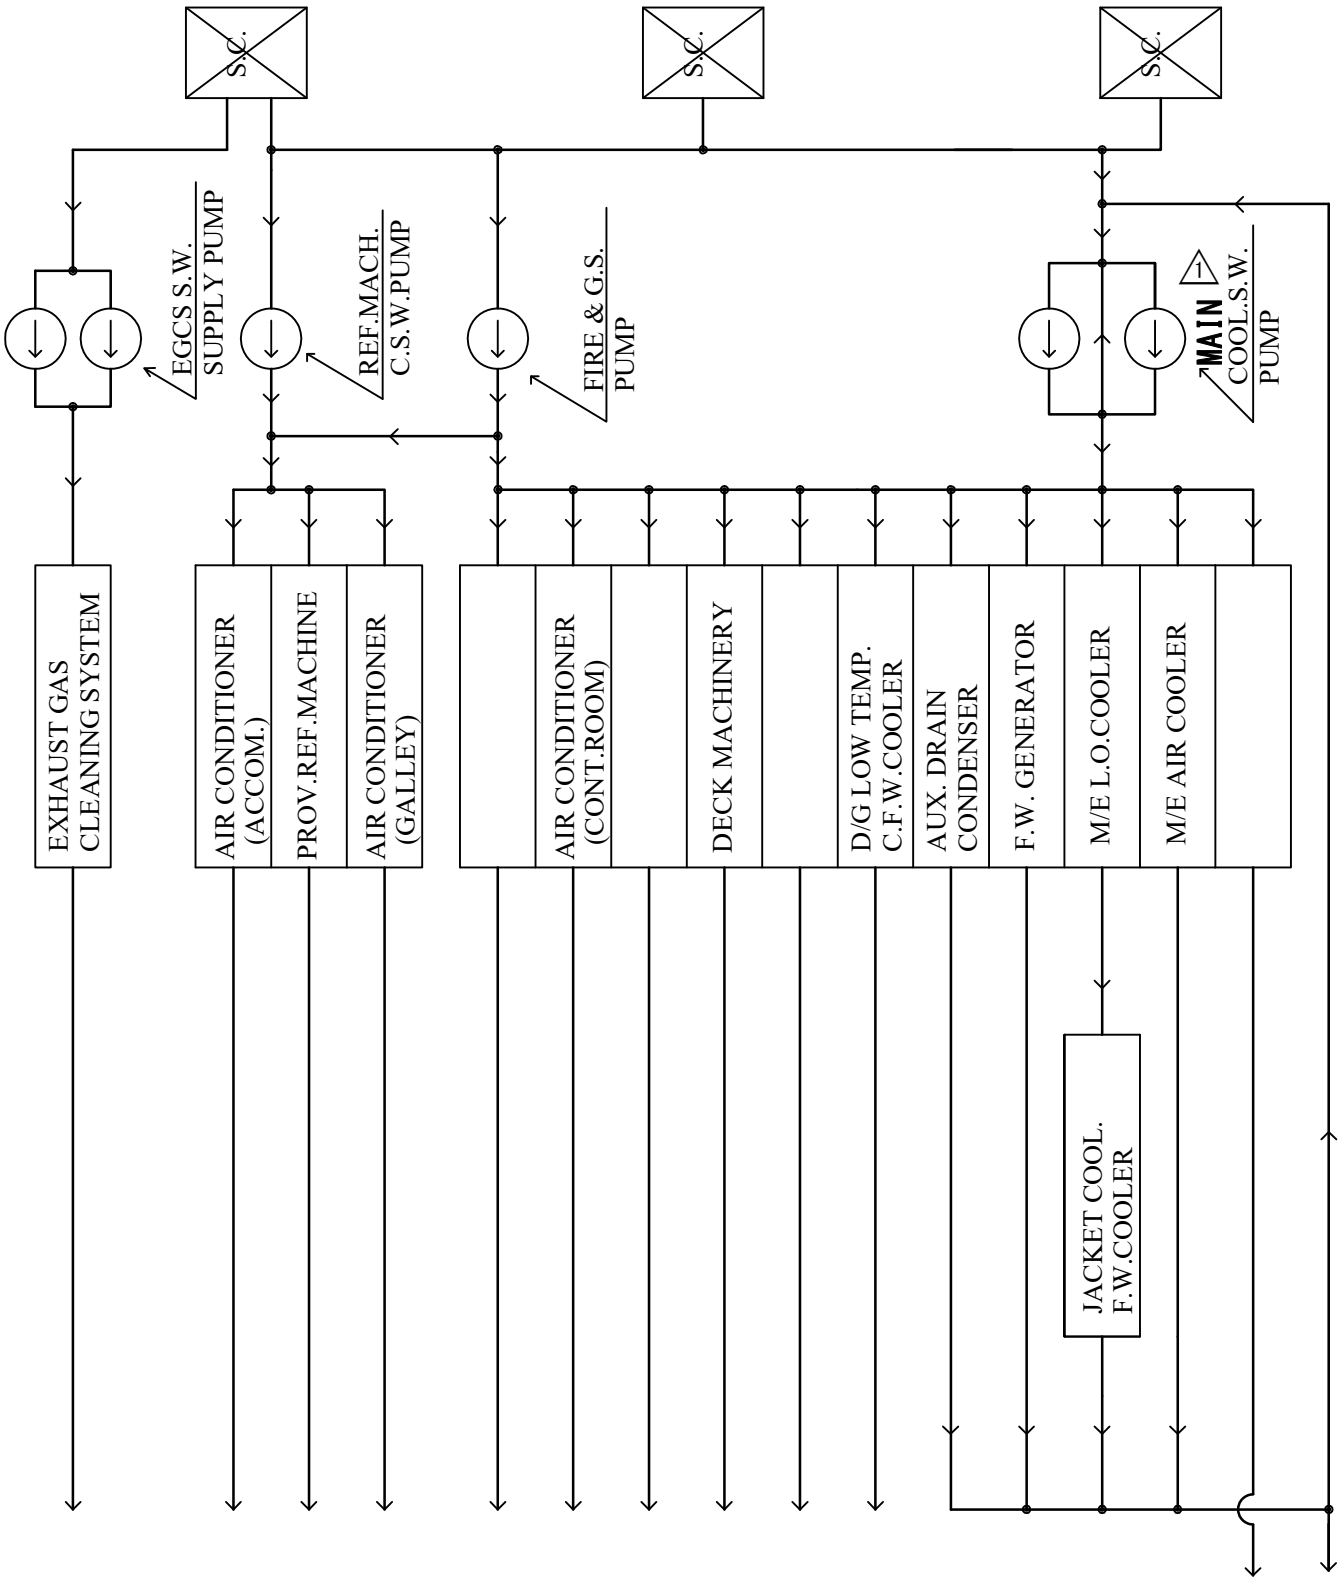 S.C.
S.C.
S.C.
EGCS S.W.
SUPPLY PUMP
REF.MACH.
C.S.W.PUMP
FIRE & G.S.
PUMP
1
MAIN
COOL.S.W.
PUMP
EXHAUST GAS
CLEANING SYSTEM
AIR CONDITIONER
(ACCOM.)
PROV.REF.MACHINE
AIR CONDITIONER
(GALLEY)
AIR CONDITIONER
(CONT.ROOM)
DECK MACHINERY
D/G LOW TEMP.
C.F.W.COOLER
AUX. DRAIN
CONDENSER
F.W. GENERATOR
M/E L.O.COOLER
M/E AIR COOLER
JACKET COOL.
F.W.COOLER